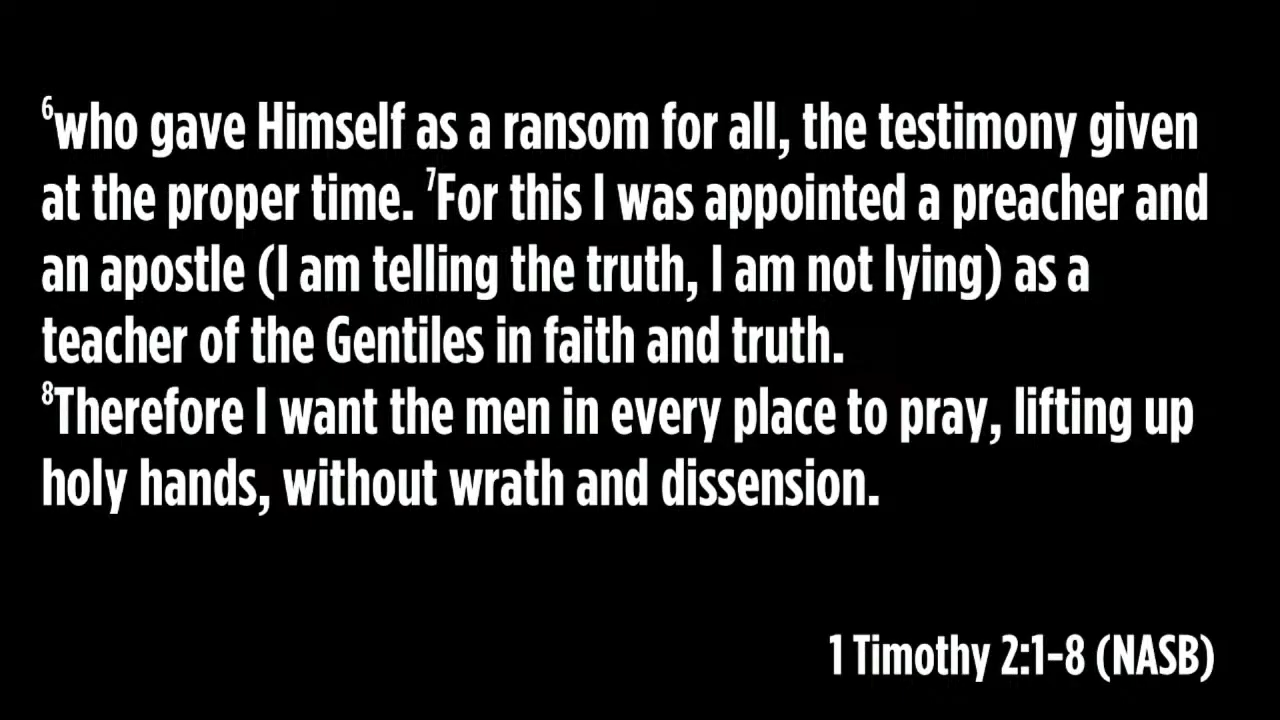 ⁶who gave Himself as a ransom for all, the testimony given
at the proper time. ⁷For this I was appointed a preacher and
an apostle (I am telling the truth, I am not lying) as a
teacher of the Gentiles in faith and truth.
⁸Therefore I want the men in every place to pray, lifting up
holy hands, without wrath and dissension.
1 Timothy 2:1-8 (NASB)